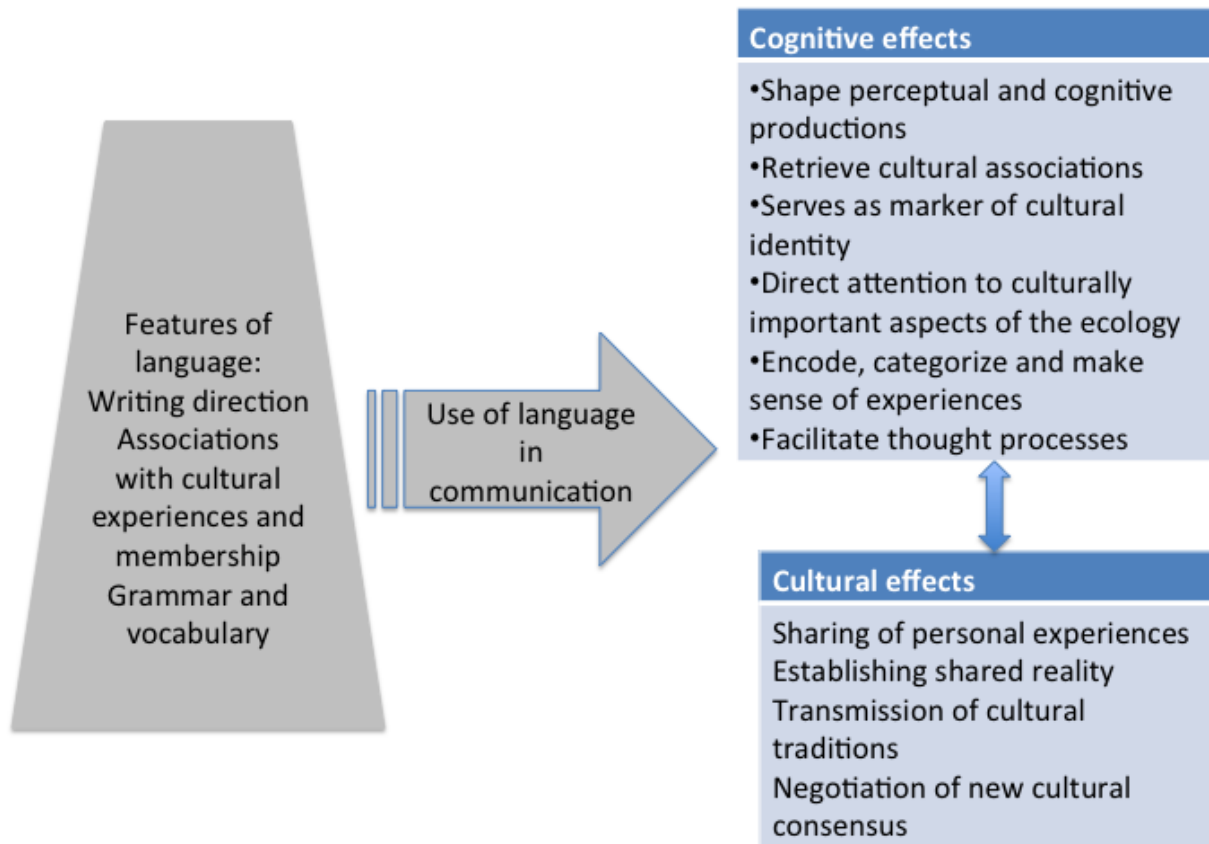 Features of
language:
Writing direction
Associations
with cultural
experiences and
membership
Grammar and
vocabulary
Use of language
in
communication
Cognitive effects
•Shape perceptual and cognitive
productions
•Retrieve cultural associations
•Serves as marker of cultural
identity
•Direct attention to culturally
important aspects of the ecology
•Encode, categorize and make
sense of experiences
•Facilitate thought processes
Cultural effects
Sharing of personal experiences
Establishing shared reality
Transmission of cultural
traditions
Negotiation of new cultural
consensus